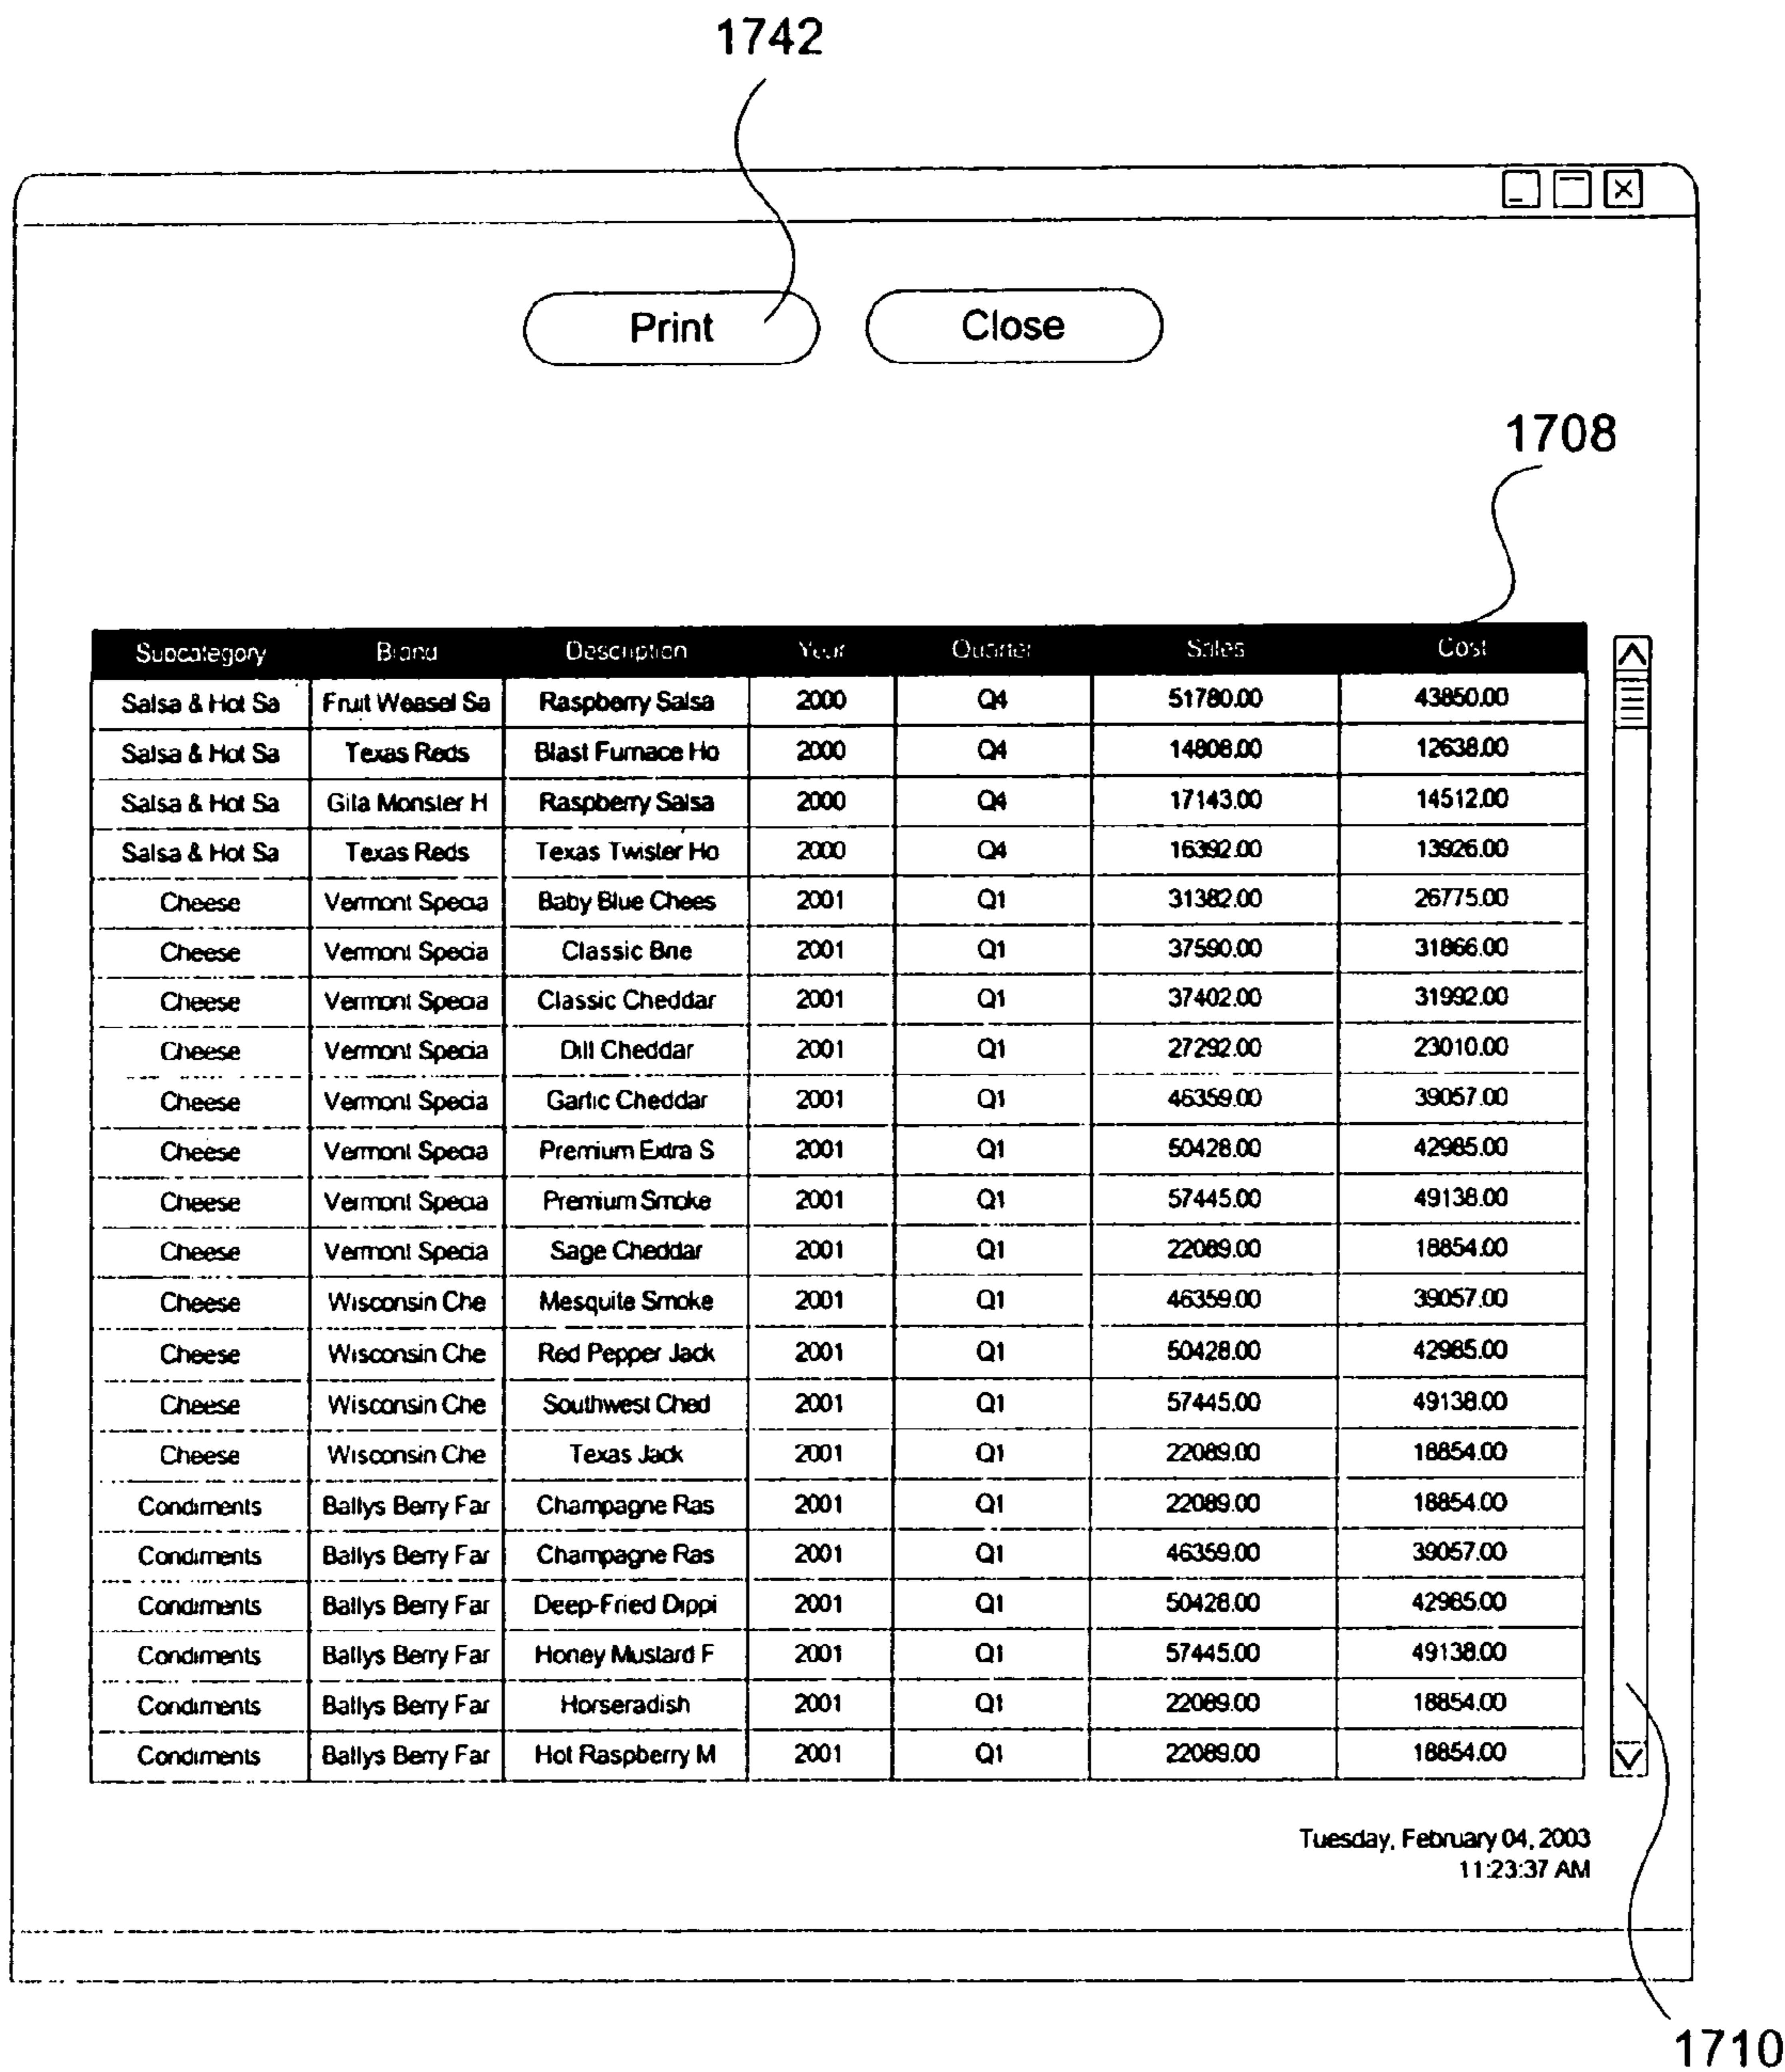 1742
Print Close
1708
Subcategory Brand Description Year Quarter Sales Cost
Salsa & Hot Sa Fruit Weasel Sa Raspberry Salsa 2000 Q4 51780.00 43850.00
Salsa & Hot Sa Texas Reds Blast Furnace Ho 2000 Q4 14808.00 12638.00
Salsa & Hot Sa Gila Monster H Raspberry Salsa 2000 Q4 17143.00 14512.00
Salsa & Hot Sa Texas Reds Texas Twister Ho 2000 Q4 16392.00 13926.00
Cheese Vermont Specia Baby Blue Chees 2001 Q1 31382.00 26775.00
Cheese Vermont Specia Classic Brie 2001 Q1 37590.00 31866.00
Cheese Vermont Specia Classic Cheddar 2001 Q1 37402.00 31992.00
Cheese Vermont Specia Dill Cheddar 2001 Q1 27292.00 23010.00
Cheese Vermont Specia Garlic Cheddar 2001 Q1 46359.00 39057.00
Cheese Vermont Specia Premium Extra S 2001 Q1 50428.00 42985.00
Cheese Vermont Specia Premium Smoke 2001 Q1 57445.00 49138.00
Cheese Vermont Specia Sage Cheddar 2001 Q1 22089.00 18854.00
Cheese Wisconsin Che Mesquite Smoke 2001 Q1 46359.00 39057.00
Cheese Wisconsin Che Red Pepper Jack 2001 Q1 50428.00 42985.00
Cheese Wisconsin Che Southwest Ched 2001 Q1 57445.00 49138.00
Cheese Wisconsin Che Texas Jack 2001 Q1 22089.00 18854.00
Condiments Ballys Berry Far Champagne Ras 2001 Q1 22089.00 18854.00
Condiments Ballys Berry Far Champagne Ras 2001 Q1 46359.00 39057.00
Condiments Ballys Berry Far Deep-Fried Dippi 2001 Q1 50428.00 42985.00
Condiments Ballys Berry Far Honey Mustard F 2001 Q1 57445.00 49138.00
Condiments Ballys Berry Far Horseradish 2001 Q1 22089.00 18854.00
Condiments Ballys Berry Far Hot Raspberry M 2001 Q1 22089.00 18854.00
Tuesday, February 04, 2003
11:23:37 AM
1710